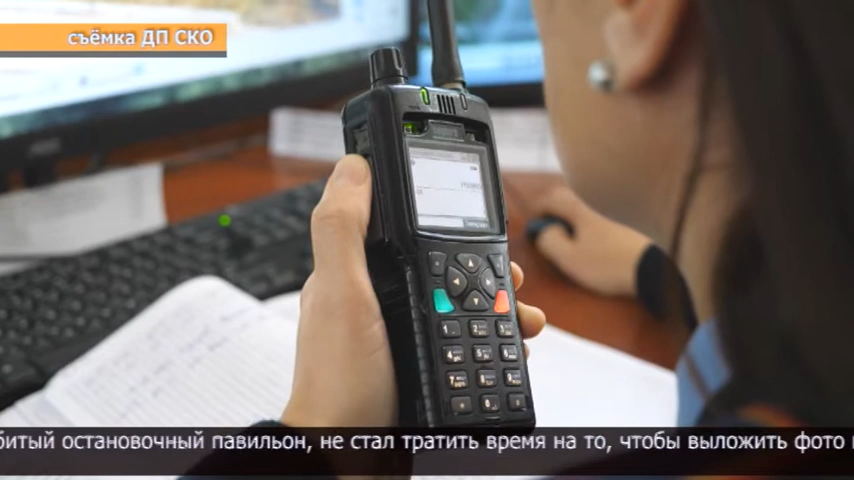 съёмка ДП СКО
битый остановочный павильон, не стал тратить время на то, чтобы выложить фото